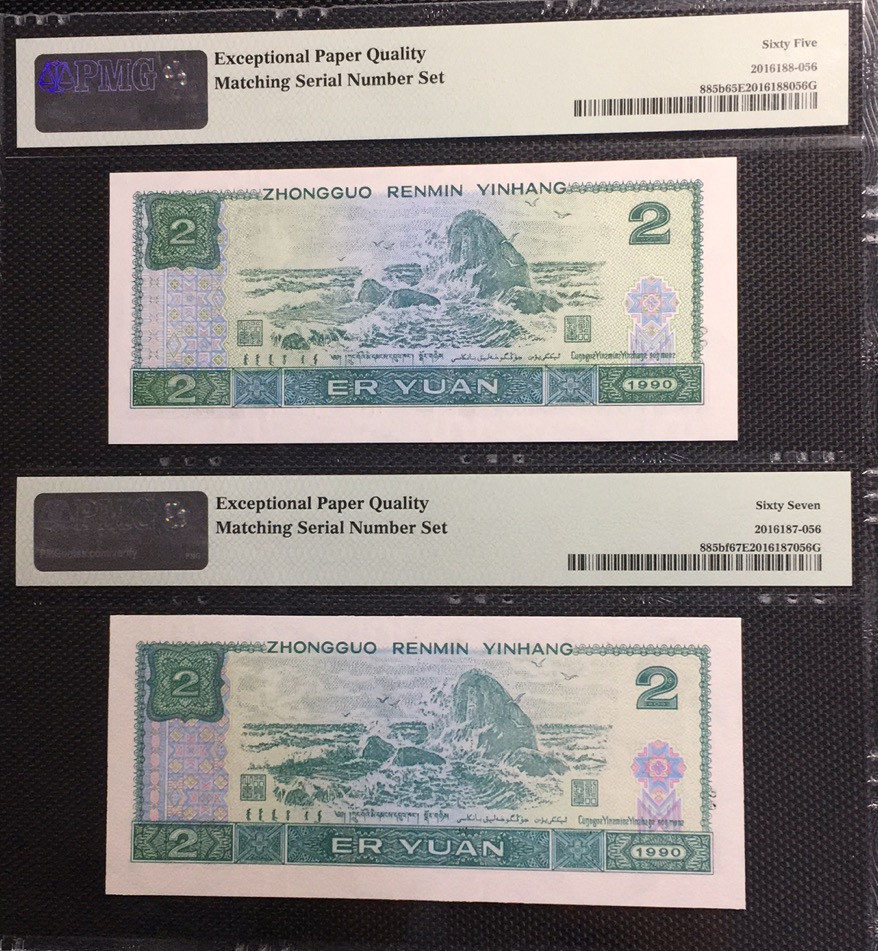 PMG
Exceptional Paper Quality
Matching Serial Number Set
Sixty Five
2016188-056
885b65E2016188056G
ZHONGGUO RENMIN YINHANG
2
2
2
ER YUAN
1990
PMG
Exceptional Paper Quality
Matching Serial Number Set
Sixty Seven
2016187-056
885bf67E2016187056G
ZHONGGUO RENMIN YINHANG
2
2
2
ER YUAN
1990